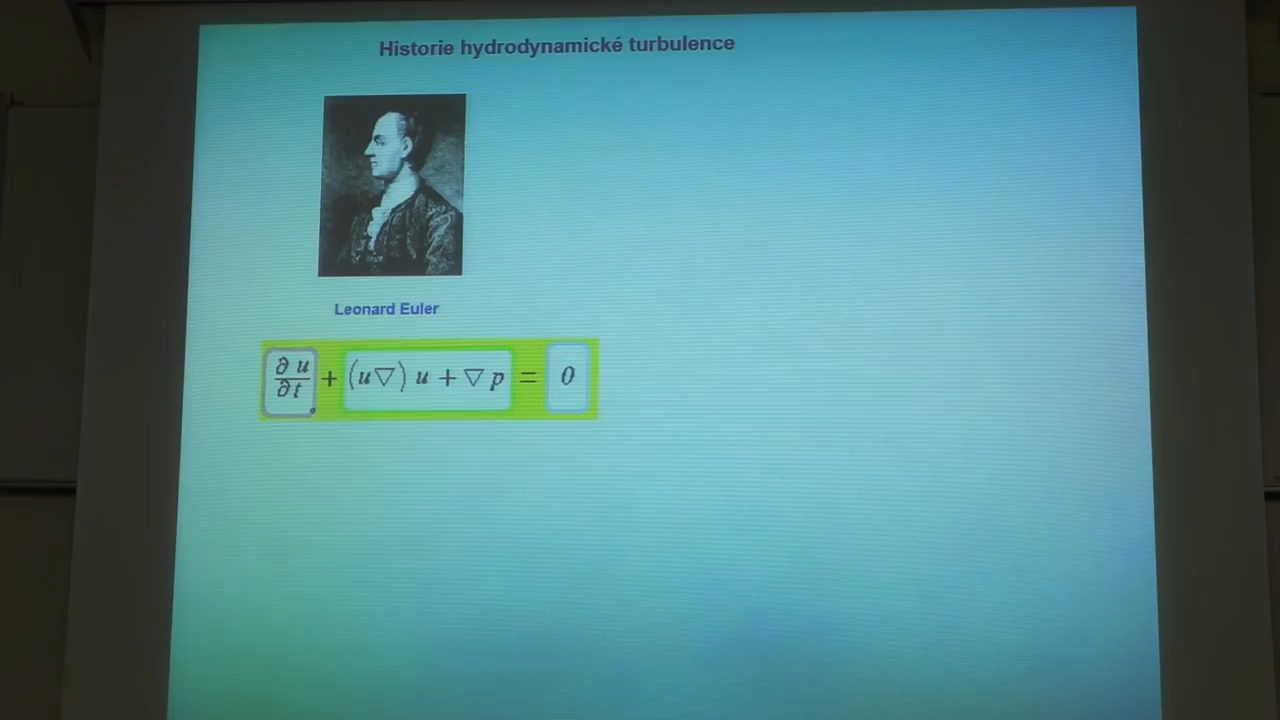 Historie hydrodynamické turbulence
Leonard Euler
∂ u / ∂ t + (u∇) u + ∇ p = 0